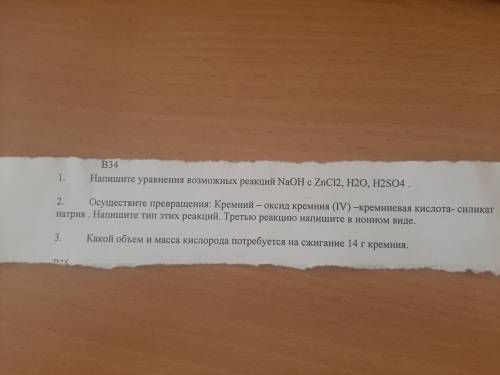 В34
1. Напишите уравнения возможных реакций NaOH с ZnCl2, H2O, H2SO4 .
2. Осуществите превращения: Кремний – оксид кремния (IV) –кремниевая кислота- силикат
натрия . Напишите тип этих реакций. Третью реакцию напишите в ионном виде.
3. Какой объем и масса кислорода потребуется на сжигание 14 г кремния.